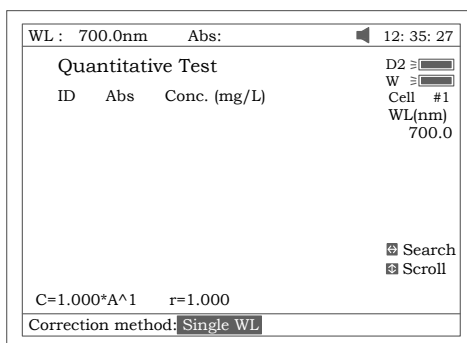 WL : 700.0nm Abs: 12: 35: 27
Quantitative Test
D2
W
ID Abs Conc. (mg/L)
Cell #1
WL(nm)
700.0
Search
Scroll
C=1.000*A^1 r=1.000
Correction method: Single WL